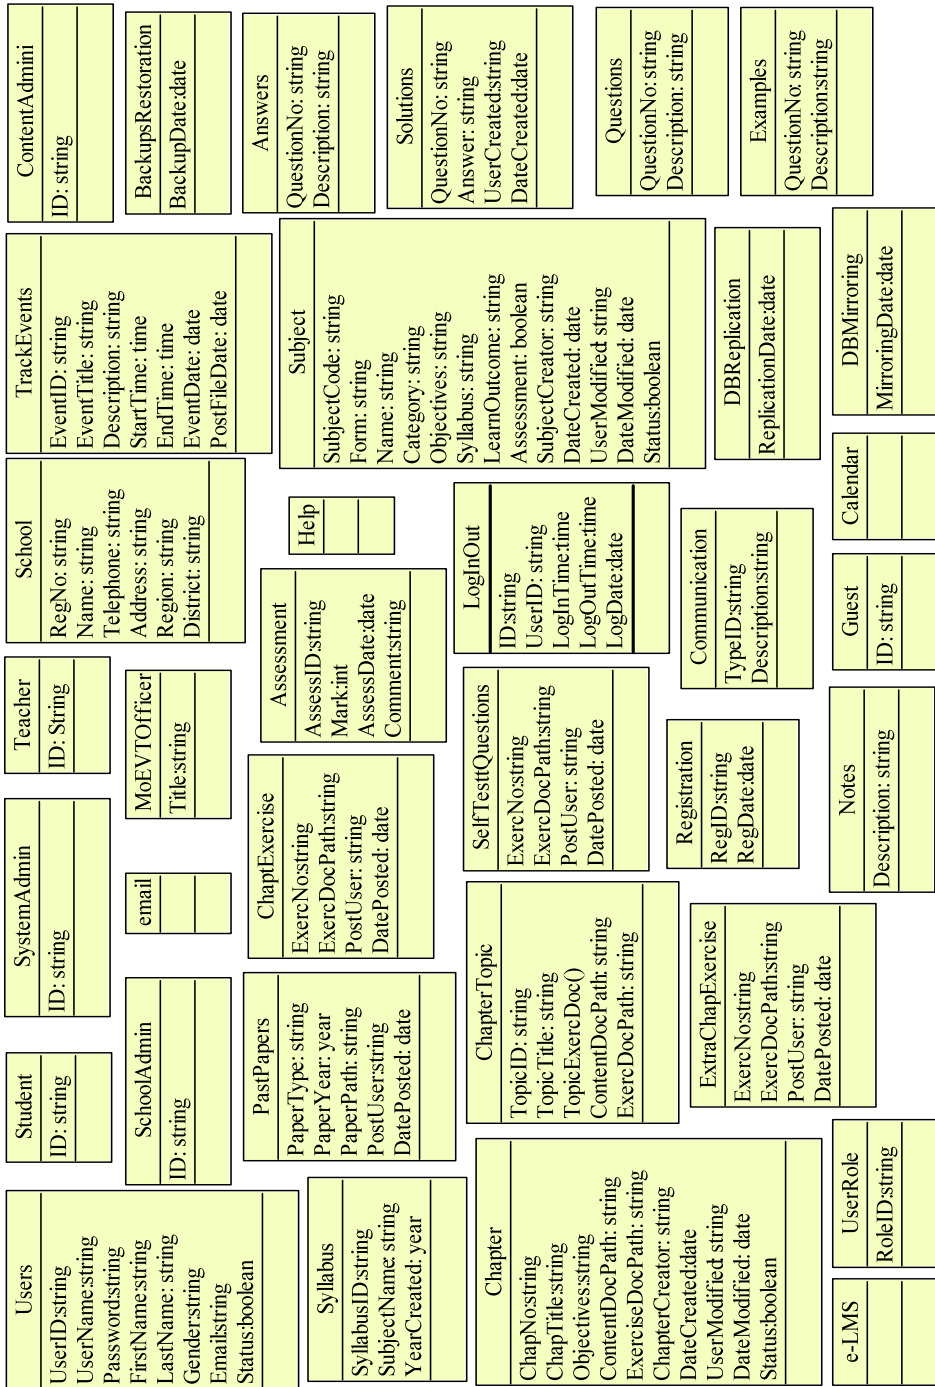 Users
UserID:string
UserName:string
Password:string
FirstName:string
LastName: string
Gender:string
Email:string
Status:boolean
Student
ID: string
SystemAdmin
ID: string
Teacher
ID: String
School
RegNo: string
Name: string
Telephone: string
Address: string
Region: string
District: string
TrackEvents
EventID: string
EventTitle: string
Description: string
StartTime: time
EndTime: time
EventDate: date
PostFileDate: date
ContentAdmini
ID: string
SchoolAdmin
ID: string
email
MoEVTOfficer
Title:string
BackupsRestoration
BackupDate:date
PastPapers
PaperType: string
PaperYear: year
PaperPath: string
PostUser:string
DatePosted: date
ChaptExercise
ExercNo:string
ExercDocPath:string
PostUser: string
DatePosted: date
Assessment
AssessID:string
Mark:int
AssessDate:date
Comment:string
Help
Answers
QuestionNo: string
Description: string
Syllabus
SyllabusID:string
SubjectName: string
YearCreated: year
Subject
SubjectCode: string
Form: string
Name: string
Category: string
Objectives: string
Syllabus: string
LearnOutcome: string
Assessment: boolean
SubjectCreator: string
DateCreated: date
UserModified: string
DateModified: date
Status:boolean
Solutions
QuestionNo: string
Answer: string
UserCreated:string
DateCreated:date
Chapter
ChapNo:string
ChapTitle:string
Objectives:string
ContentDocPath: string
ExerciseDocPath: string
ChapterCreator: string
DateCreated:date
UserModified: string
DateModified: date
Status:boolean
ChapterTopic
TopicID: string
TopicTitle: string
TopicExercDoc()
ContentDocPath: string
ExercDocPath: string
SelfTesttQuestions
ExercNo:string
ExercDocPath:string
PostUser: string
DatePosted: date
LogInOut
ID:string
UserID: string
LogInTime:time
LogOutTime:time
LogDate:date
Questions
QuestionNo: string
Description: string
ExtraChapExercise
ExercNo:string
ExercDocPath:string
PostUser: string
DatePosted: date
Registration
RegID:string
RegDate:date
Communication
TypeID:string
Description:string
DBReplication
ReplicationDate:date
Examples
QuestionNo: string
Description:string
e-LMS
UserRole
RoleID:string
Notes
Description: string
Guest
ID: string
Calendar
DBMirroring
MirroringDate:date